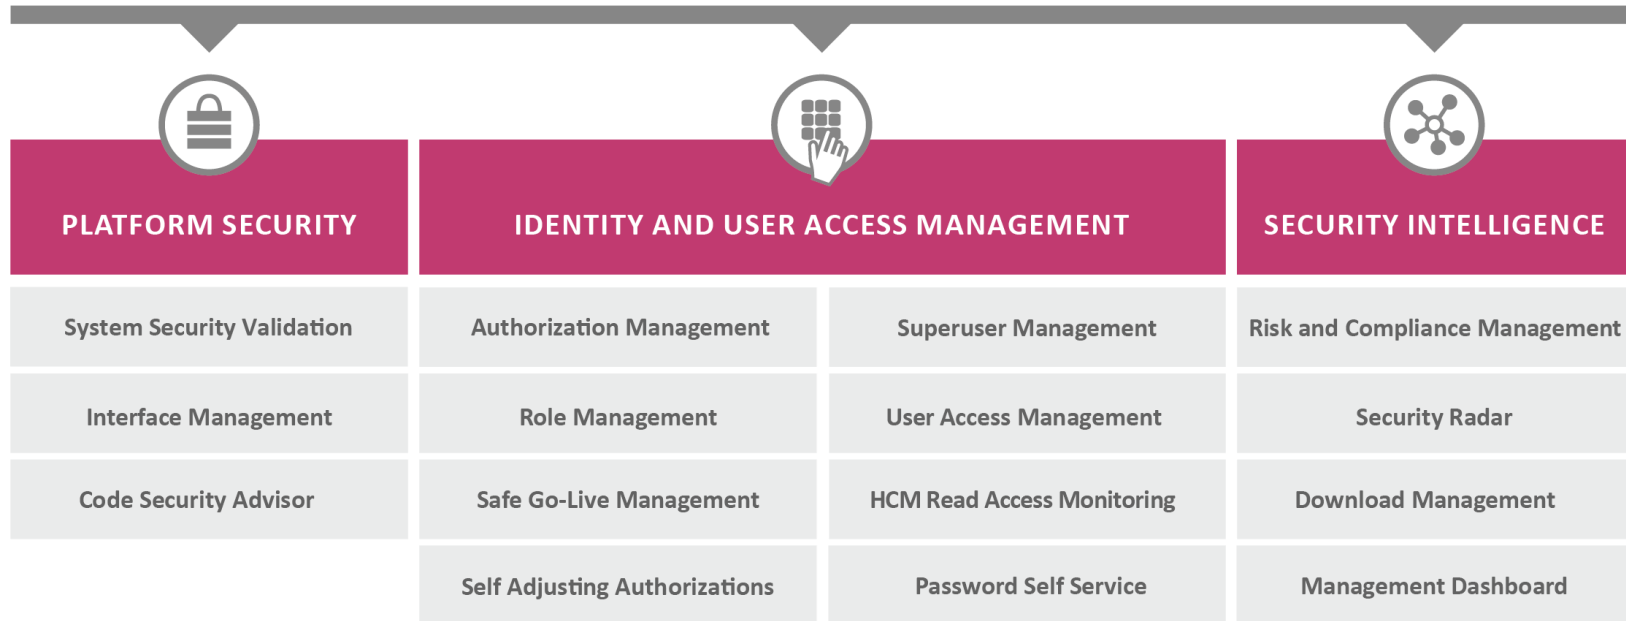 PLATFORM SECURITY
IDENTITY AND USER ACCESS MANAGEMENT
SECURITY INTELLIGENCE
System Security Validation
Authorization Management
Superuser Management
Risk and Compliance Management
Interface Management
Role Management
User Access Management
Security Radar
Code Security Advisor
Safe Go-Live Management
HCM Read Access Monitoring
Download Management
Self Adjusting Authorizations
Password Self Service
Management Dashboard